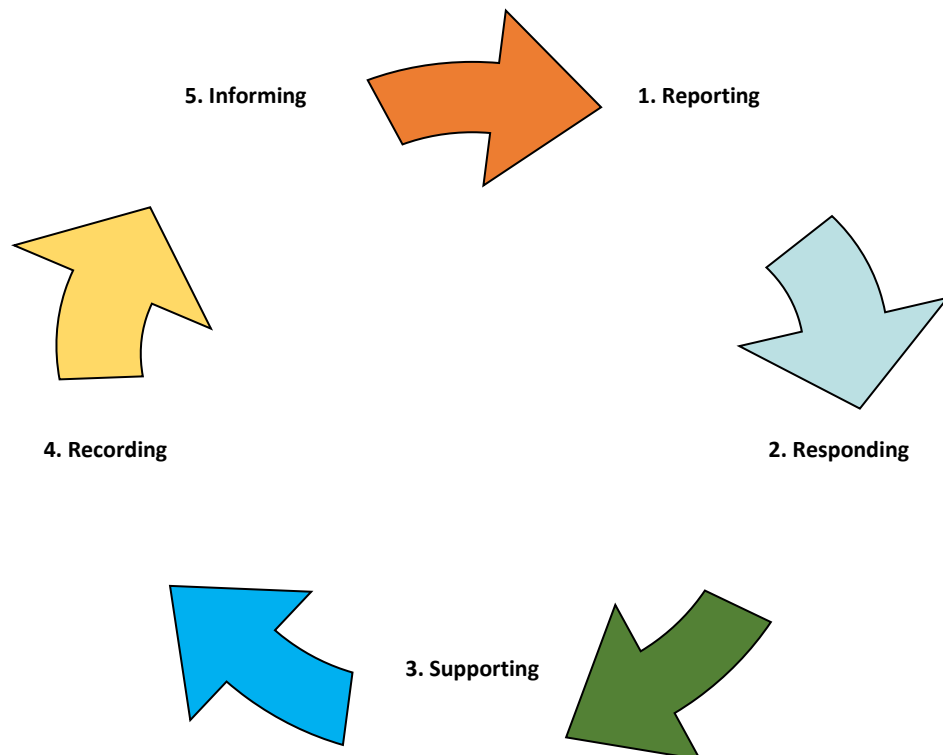 5. Informing
1. Reporting
4. Recording
2. Responding
3. Supporting